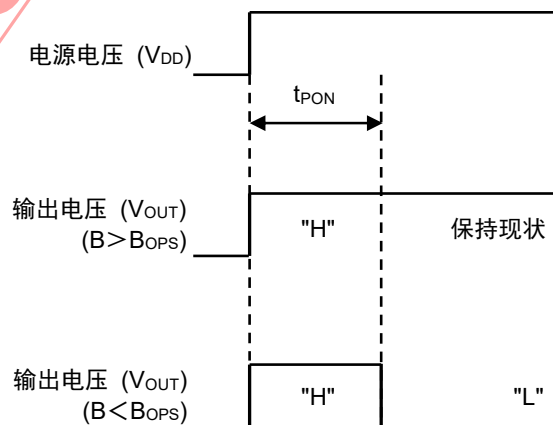 电源电压 (VDD)
tPON
输出电压 (VOUT)
(B＞BOPS)
"H"
保持现状
输出电压 (VOUT)
(B＜BOPS)
"H"
"L"